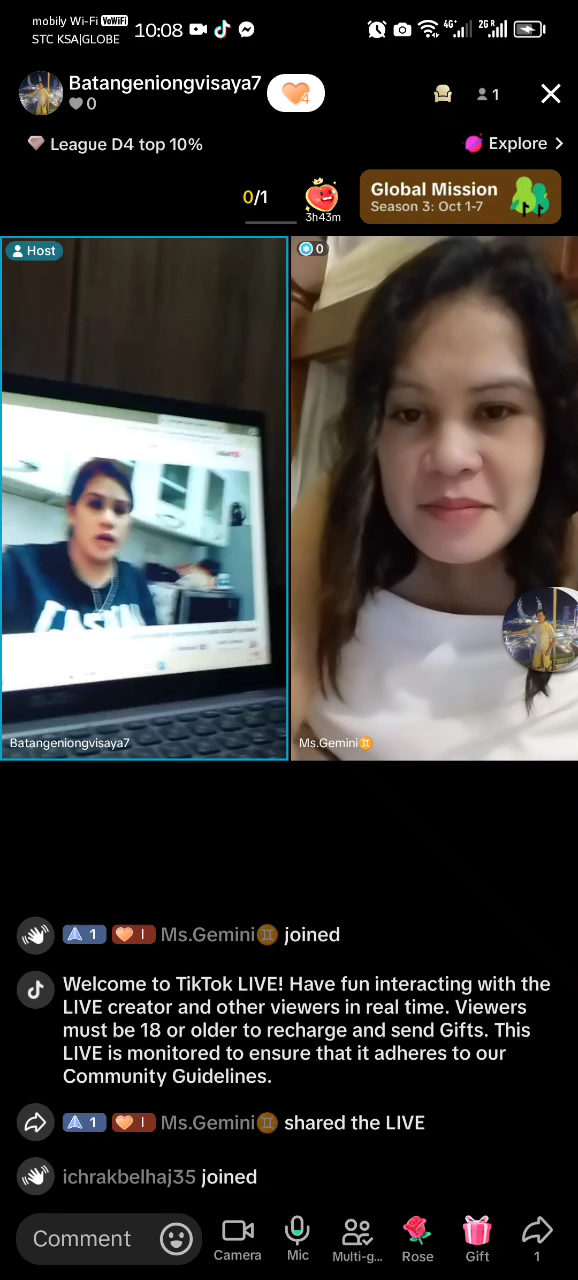 mobily Wi-Fi VoWiFi
STC KSA|GLOBE
10:08
4G+
2G R
Batangeniongvisaya7
0
4
1
League D4 top 10%
Explore
0/1
3h43m
Global Mission
Season 3: Oct 1-7
Host
0
Batangeniongvisaya7
Ms.Gemini♊
1 I Ms.Gemini♊ joined
Welcome to TikTok LIVE! Have fun interacting with the
LIVE creator and other viewers in real time. Viewers
must be 18 or older to recharge and send Gifts. This
LIVE is monitored to ensure that it adheres to our
Community Guidelines.
1 I Ms.Gemini♊ shared the LIVE
ichrakbelhaj35 joined
Comment
Camera
Mic
Multi-g...
Rose
Gift
1